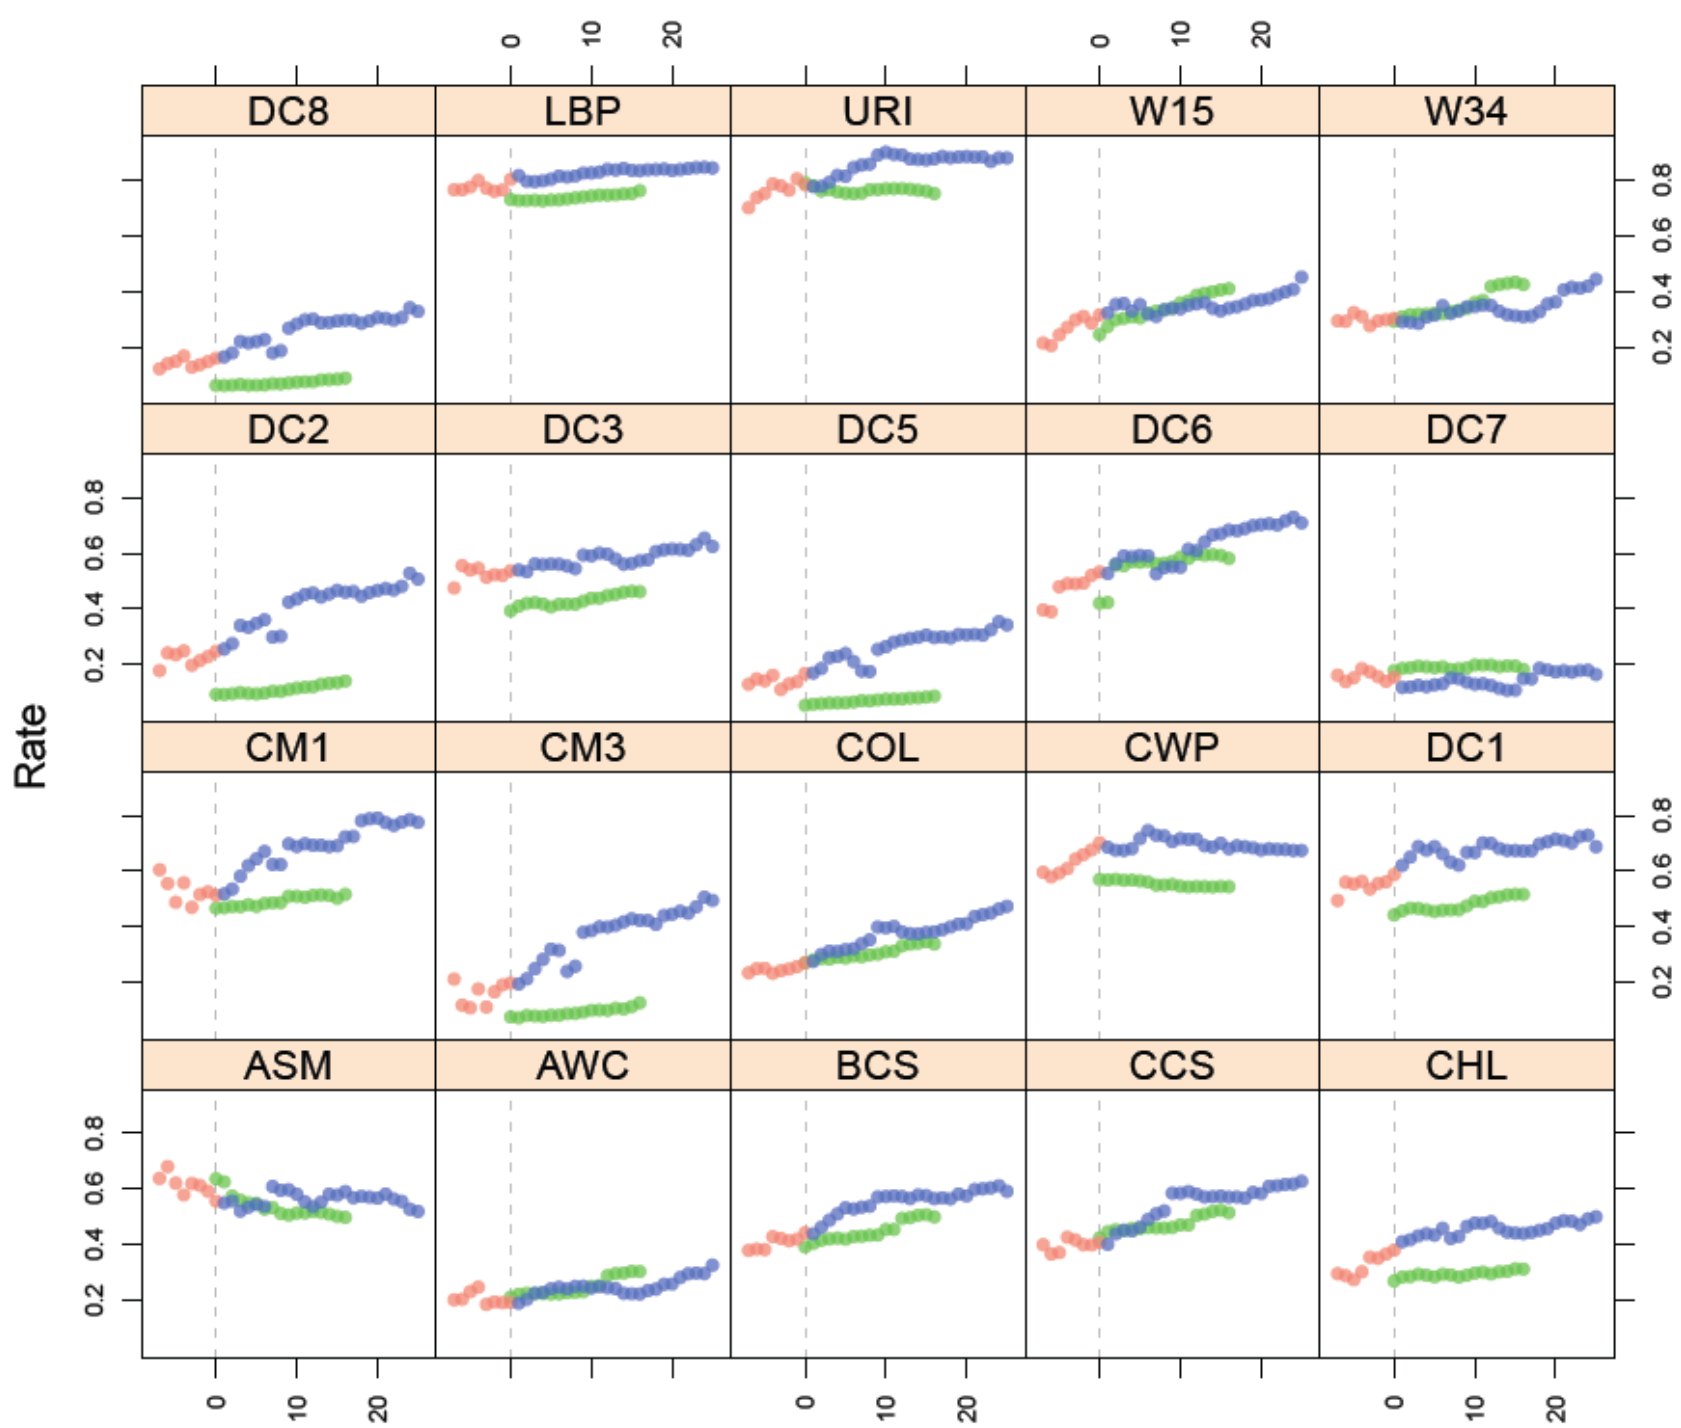 0 10 20 0 10 20
DC8 LBP URI W15 W34
0.2 0.4 0.6 0.8
DC2 DC3 DC5 DC6 DC7
0.2 0.4 0.6 0.8
Rate
CM1 CM3 COL CWP DC1
0.2 0.4 0.6 0.8
ASM AWC BCS CCS CHL
0.2 0.4 0.6 0.8
0 10 20 0 10 20 0 10 20